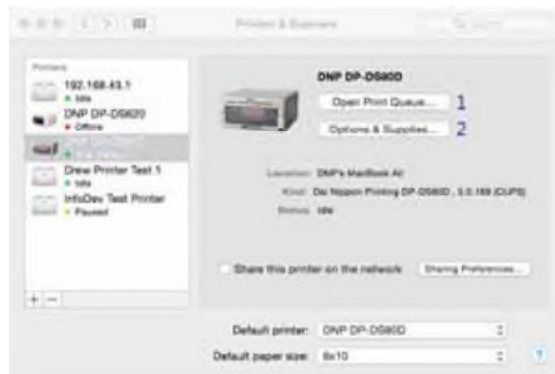 Printers & Scanners
Search
Printers
192.168.43.1
Idle
DNP DP-DS620
Offline
Drew Printer Test 1
Idle
InfoDev Test Printer
Paused
+ −
DNP DP-DS80D
Open Print Queue... 1
Options & Supplies... 2
Location: DMP's MacBook Air
Kind: Dai Nippon Printing DP-DS80D , 5.0.169 (CUPS)
Status: Idle
Share this printer on the network
Sharing Preferences...
Default printer: DNP DP-DS80D
Default paper size: 8x10
?